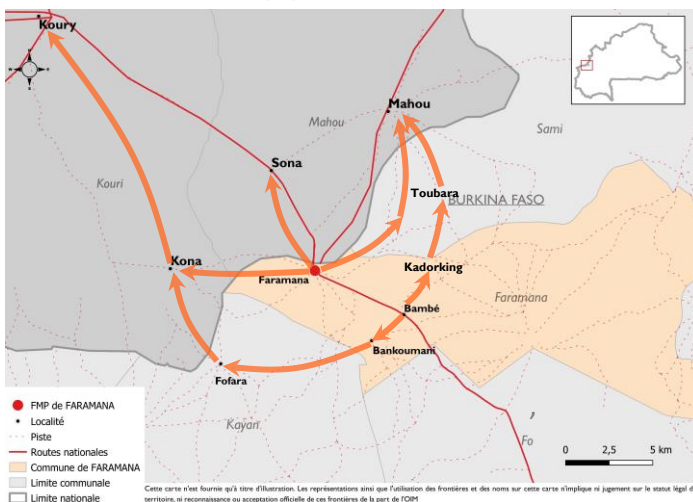 Koury
Mahou
Mahou
Sami
Sona
Kouri
Toubara
BURKINA FASO
Kona
Faramana
Kadorking
Faramana
Bambé
Bankoumani
Fofara
Kayan
,
Fo
FMP de FARAMANA
Localité
Piste
Routes nationales
Commune de FARAMANA
Limite communale
Limite nationale
0 2,5 5 km
Cette carte n'est fournie qu'à titre d'illustration. Les représentations ainsi que l'utilisation des frontières et des noms sur cette carte n'implique ni jugement sur le statut légal d
territoire, ni reconnaissance ou acceptation officielle de ces frontières de la part de l'OIM